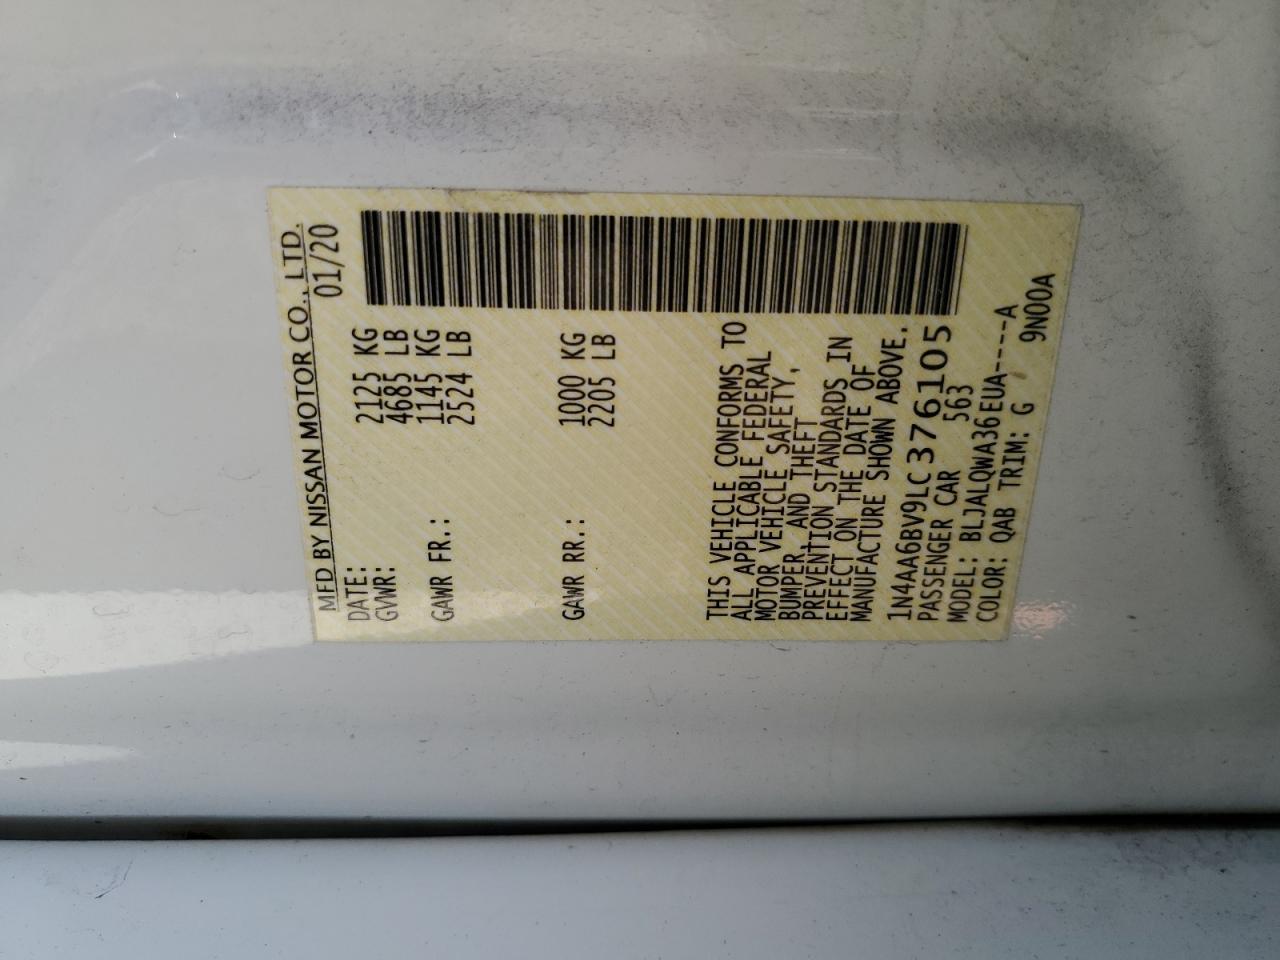 MFD BY NISSAN MOTOR CO., LTD.
DATE: 01/20
GVWR: 2125 KG
4685 LB
GAWR FR.: 1145 KG
2524 LB
GAWR RR.: 1000 KG
2205 LB
THIS VEHICLE CONFORMS TO
ALL APPLICABLE FEDERAL
MOTOR VEHICLE SAFETY,
BUMPER, AND THEFT
PREVENTION STANDARDS IN
EFFECT ON THE DATE OF
MANUFACTURE SHOWN ABOVE.
1N4AA6BV9LC376105
PASSENGER CAR 563
MODEL: BLJALQWA36EUA----A
COLOR: QAB TRIM: G 9N00A